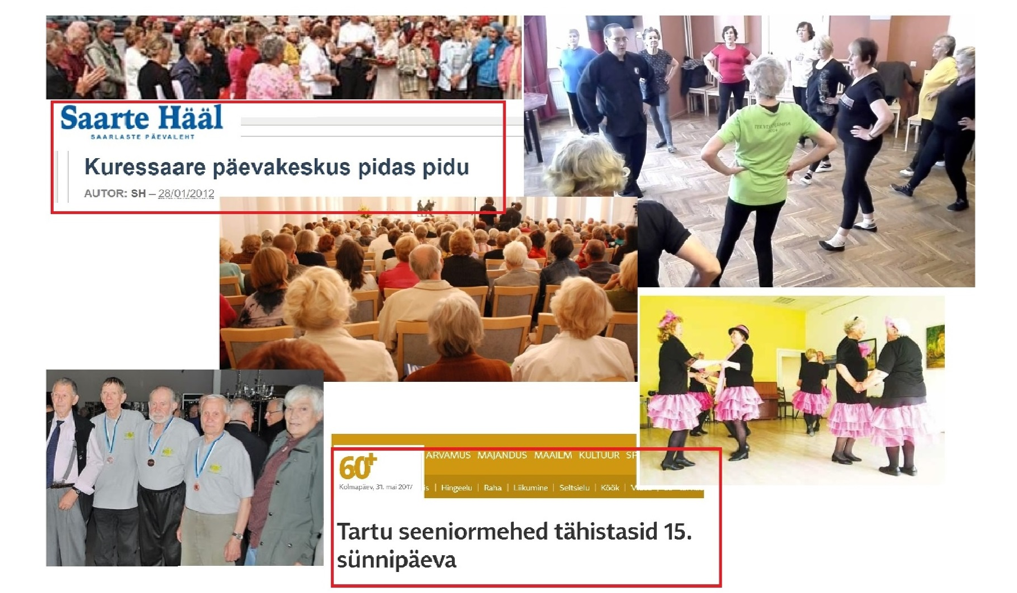 Saarte Hääl
SAARLASTE PÄEVALEHT
Kuressaare päevakeskus pidas pidu
AUTOR: SH – 28/01/2012
60+
ARVAMUS MAJANDUS MAAILM KULTUUR SP
Kolmapäev, 31. mai 2017
Hingeelu | Raha | Liikumine | Seltsielu | Köök |
Tartu seeniormehed tähistasid 15.
sünnipäeva